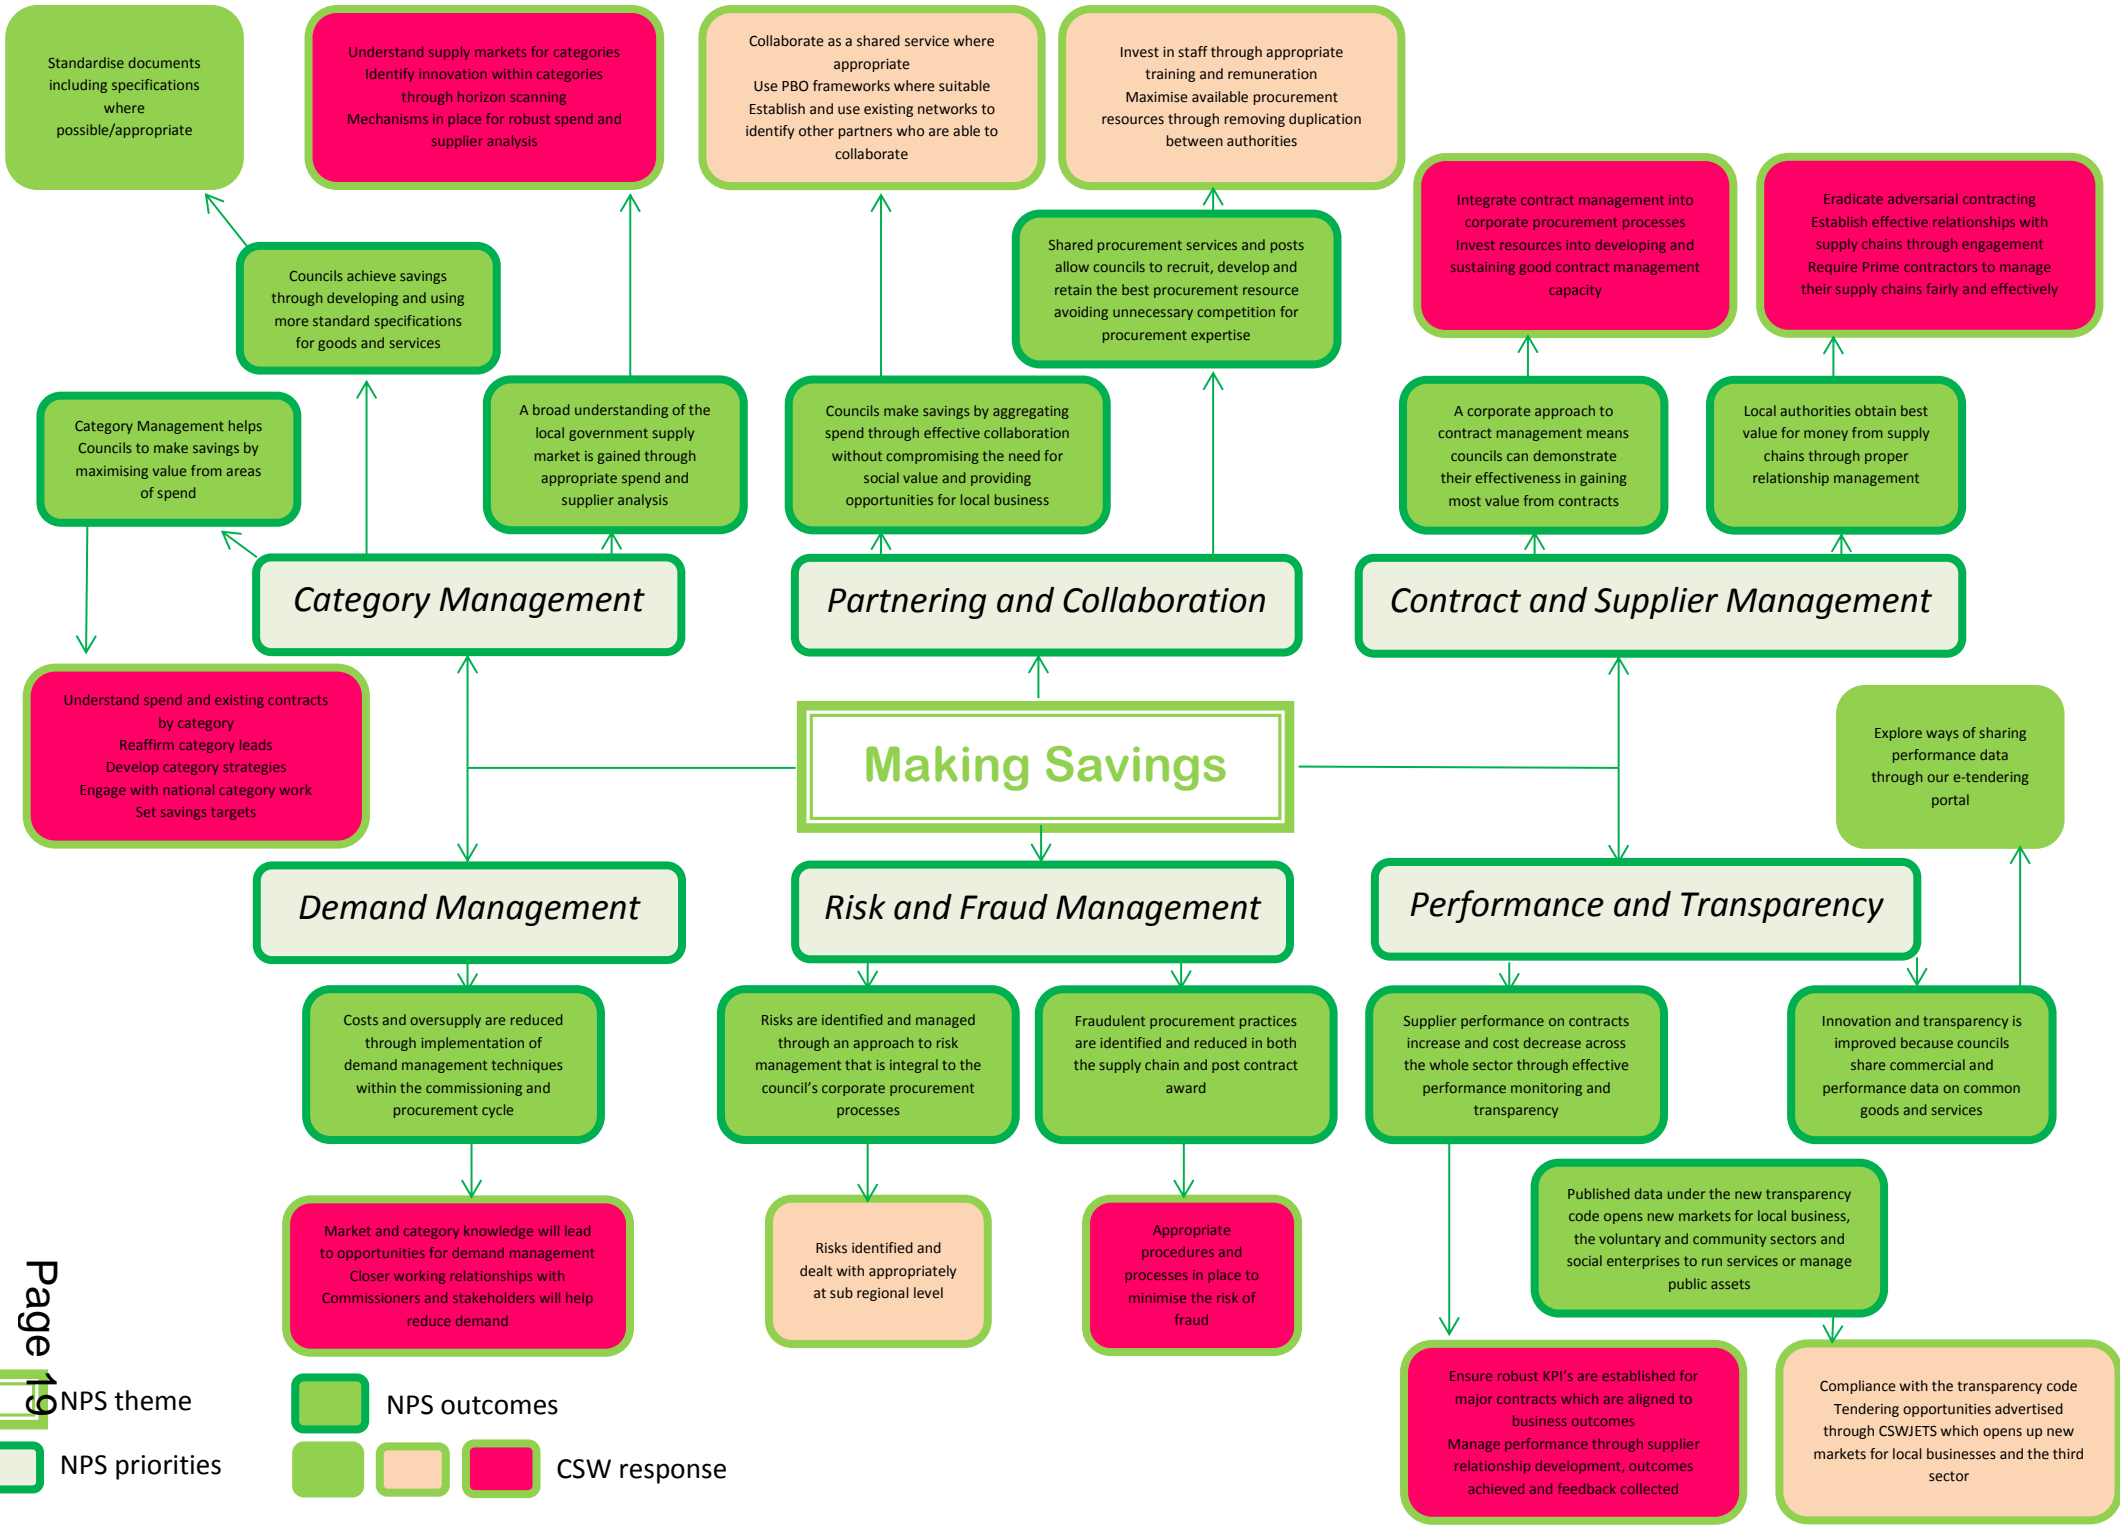 Standardise documents
including specifications
where
possible/appropriate
Understand supply markets for categories
Identify innovation within categories
through horizon scanning
Mechanisms in place for robust spend and
supplier analysis
Collaborate as a shared service where
appropriate
Use PBO frameworks where suitable
Establish and use existing networks to
identify other partners who are able to
collaborate
Invest in staff through appropriate
training and remuneration
Maximise available procurement
resources through removing duplication
between authorities
Integrate contract management into
corporate procurement processes
Invest resources into developing and
sustaining good contract management
capacity
Eradicate adversarial contracting
Establish effective relationships with
supply chains through engagement
Require Prime contractors to manage
their supply chains fairly and effectively
Councils achieve savings
through developing and using
more standard specifications
for goods and services
Shared procurement services and posts
allow councils to recruit, develop and
retain the best procurement resource
avoiding unnecessary competition for
procurement expertise
Category Management helps
Councils to make savings by
maximising value from areas
of spend
A broad understanding of the
local government supply
market is gained through
appropriate spend and
supplier analysis
Councils make savings by aggregating
spend through effective collaboration
without compromising the need for
social value and providing
opportunities for local business
A corporate approach to
contract management means
councils can demonstrate
their effectiveness in gaining
most value from contracts
Local authorities obtain best
value for money from supply
chains through proper
relationship management
Category Management
Partnering and Collaboration
Contract and Supplier Management
Understand spend and existing contracts
by category
Reaffirm category leads
Develop category strategies
Engage with national category work
Set savings targets
Making Savings
Explore ways of sharing
performance data
through our e-tendering
portal
Demand Management
Risk and Fraud Management
Performance and Transparency
Costs and oversupply are reduced
through implementation of
demand management techniques
within the commissioning and
procurement cycle
Risks are identified and managed
through an approach to risk
management that is integral to the
council's corporate procurement
processes
Fraudulent procurement practices
are identified and reduced in both
the supply chain and post contract
award
Supplier performance on contracts
increase and cost decrease across
the whole sector through effective
performance monitoring and
transparency
Innovation and transparency is
improved because councils
share commercial and
performance data on common
goods and services
Market and category knowledge will lead
to opportunities for demand management
Closer working relationships with
Commissioners and stakeholders will help
reduce demand
Risks identified and
dealt with appropriately
at sub regional level
Appropriate
procedures and
processes in place to
minimise the risk of
fraud
Published data under the new transparency
code opens new markets for local business,
the voluntary and community sectors and
social enterprises to run services or manage
public assets
Ensure robust KPI's are established for
major contracts which are aligned to
business outcomes
Manage performance through supplier
relationship development, outcomes
achieved and feedback collected
Compliance with the transparency code
Tendering opportunities advertised
through CSWJETS which opens up new
markets for local businesses and the third
sector
Page 19
NPS theme
NPS outcomes
NPS priorities
CSW response